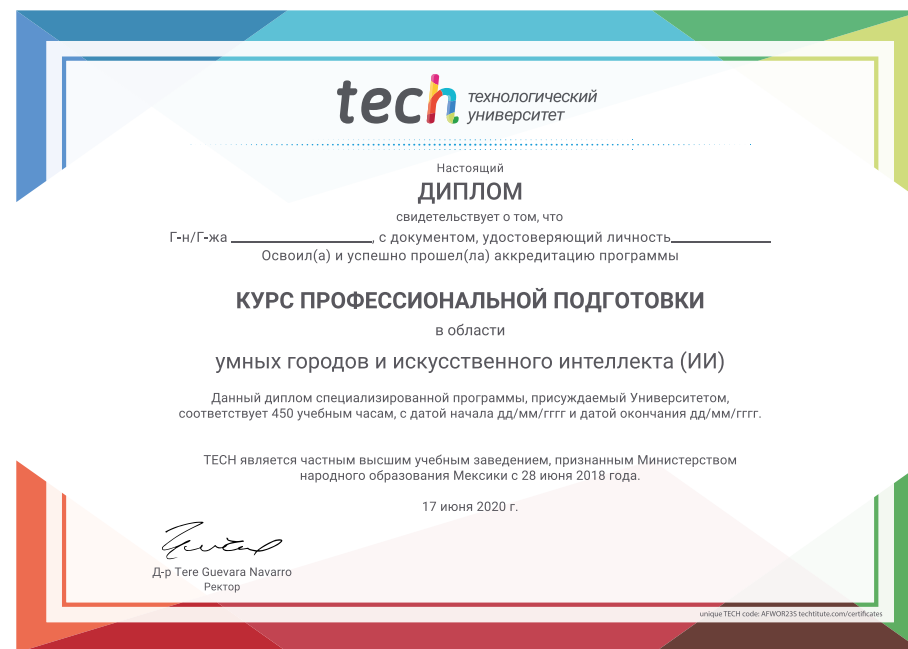 tech технологический
университет
Настоящий
ДИПЛОМ
свидетельствует о том, что
Г-н/Г-жа ____________________, с документом, удостоверяющий личность______________
Освоил(а) и успешно прошел(ла) аккредитацию программы
КУРС ПРОФЕССИОНАЛЬНОЙ ПОДГОТОВКИ
в области
умных городов и искусственного интеллекта (ИИ)
Данный диплом специализированной программы, присуждаемый Университетом,
соответствует 450 учебным часам, с датой начала дд/мм/гггг и датой окончания дд/мм/гггг.
TECH является частным высшим учебным заведением, признанным Министерством
народного образования Мексики с 28 июня 2018 года.
17 июня 2020 г.
Д-р Tere Guevara Navarro
Ректор
unique TECH code: AFWOR23S techtitute.com/certificates